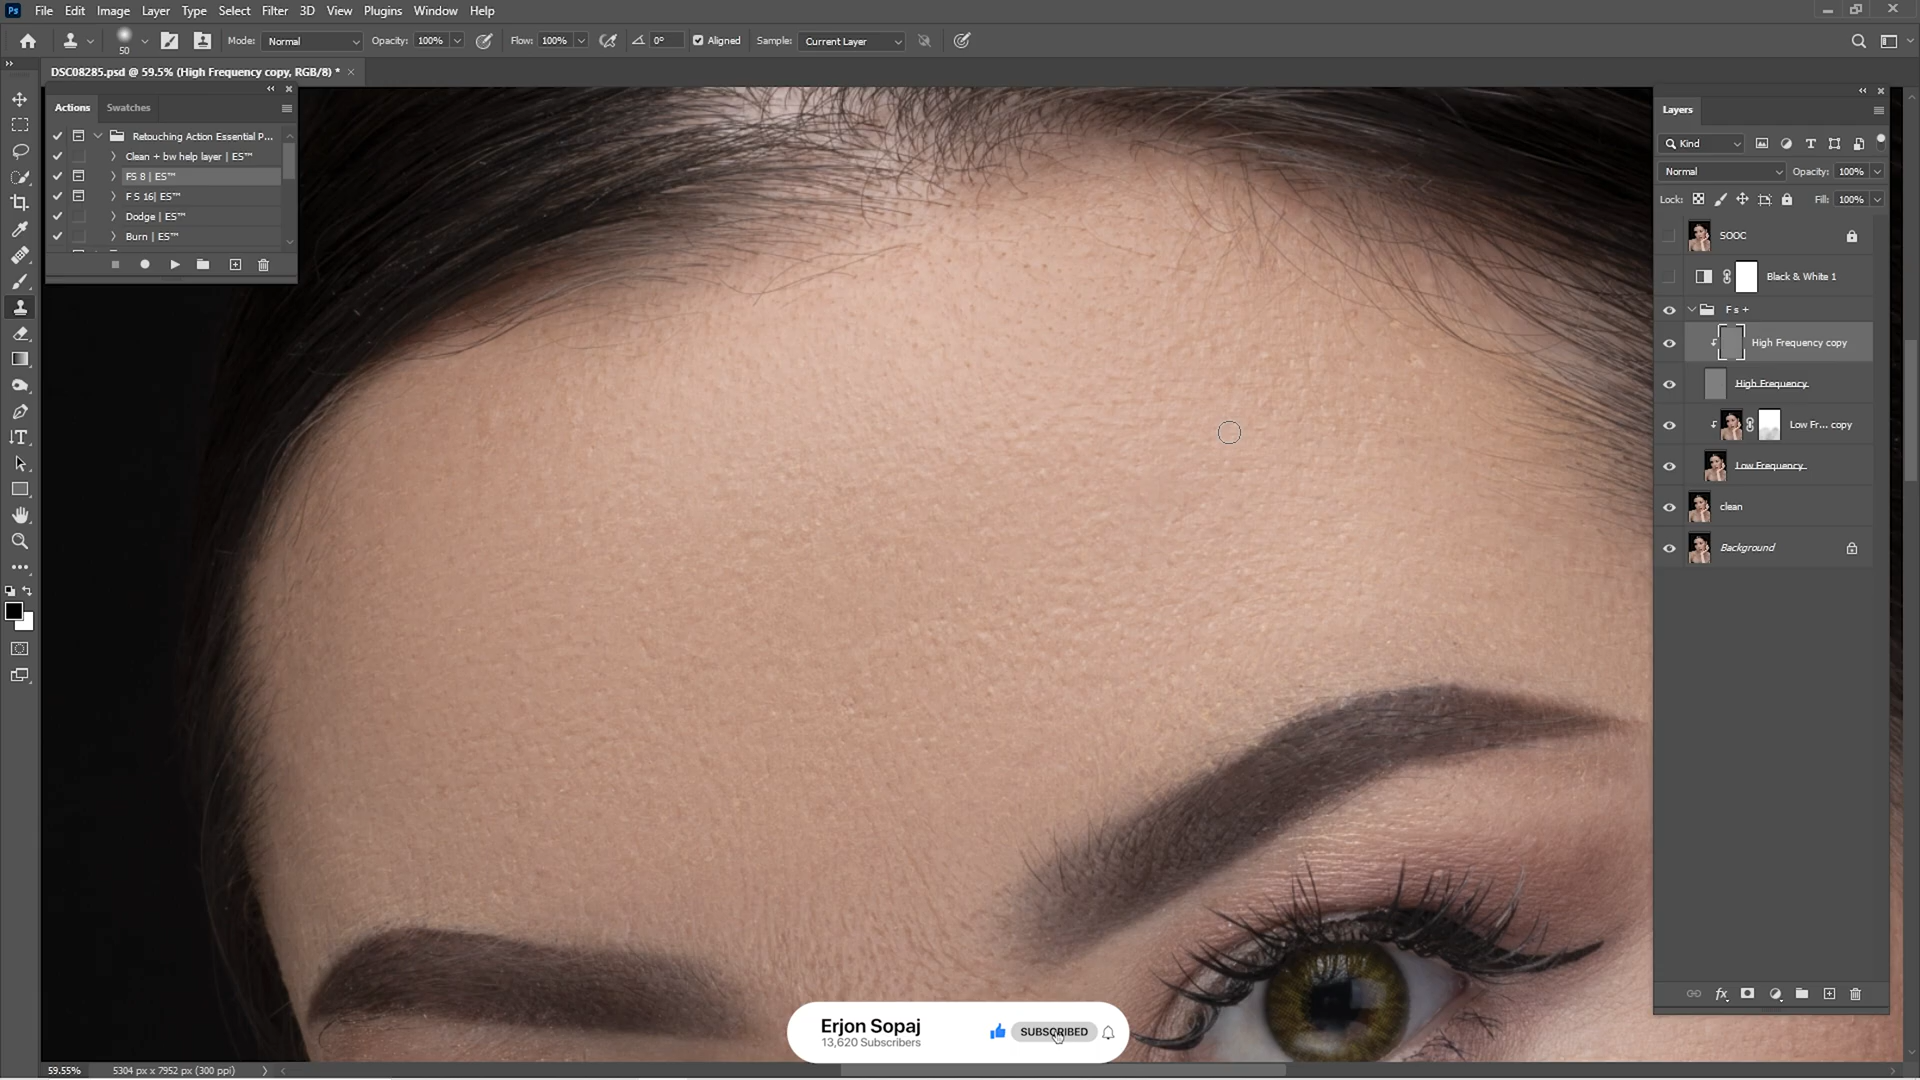 Ps File Edit Image Layer Type Select Filter 3D View Plugins Window Help
50 Mode: Normal Opacity: 100% Flow: 100% 0° Aligned Sample: Current Layer
DSC08285.psd @ 59.5% (High Frequency copy, RGB/8) *
Actions Swatches
Retouching Action Essential P...
Clean + bw help layer | ES™
FS 8 | ES™
F S 16| ES™
Dodge | ES™
Burn | ES™
Layers
Kind
Normal Opacity: 100%
Lock: Fill: 100%
SOOC
Black & White 1
F s +
High Frequency copy
High Frequency
Low Fr... copy
Low Frequency
clean
Background
fx
Erjon Sopaj
13,620 Subscribers
SUBSCRIBED
59.55% 5304 px x 7952 px (300 ppi)